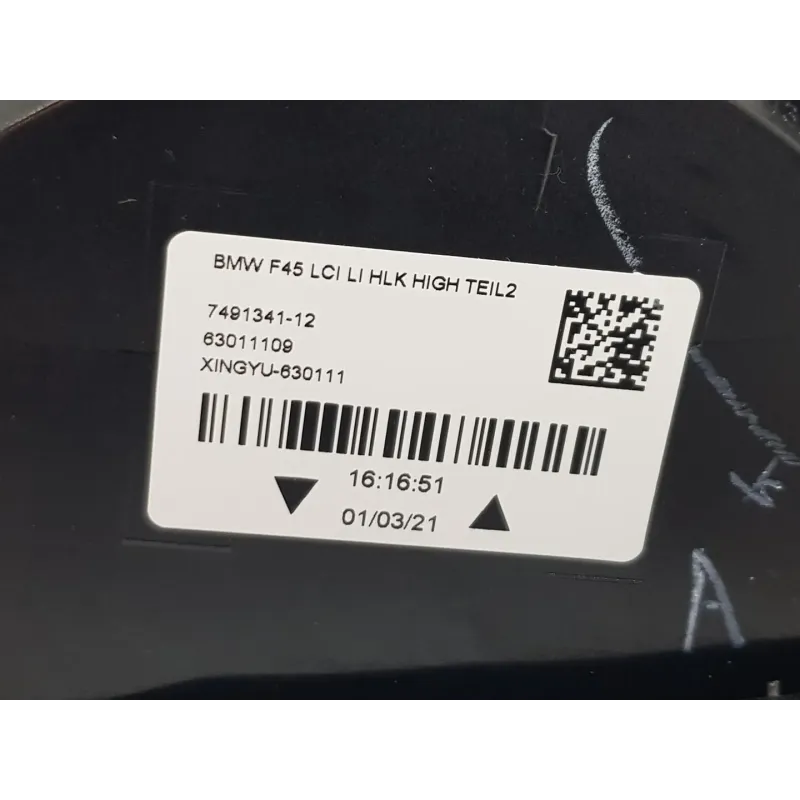 BMW F45 LCI LI HLK HIGH TEIL2
7491341-12
63011109
XINGYU-630111
16:16:51
01/03/21
A